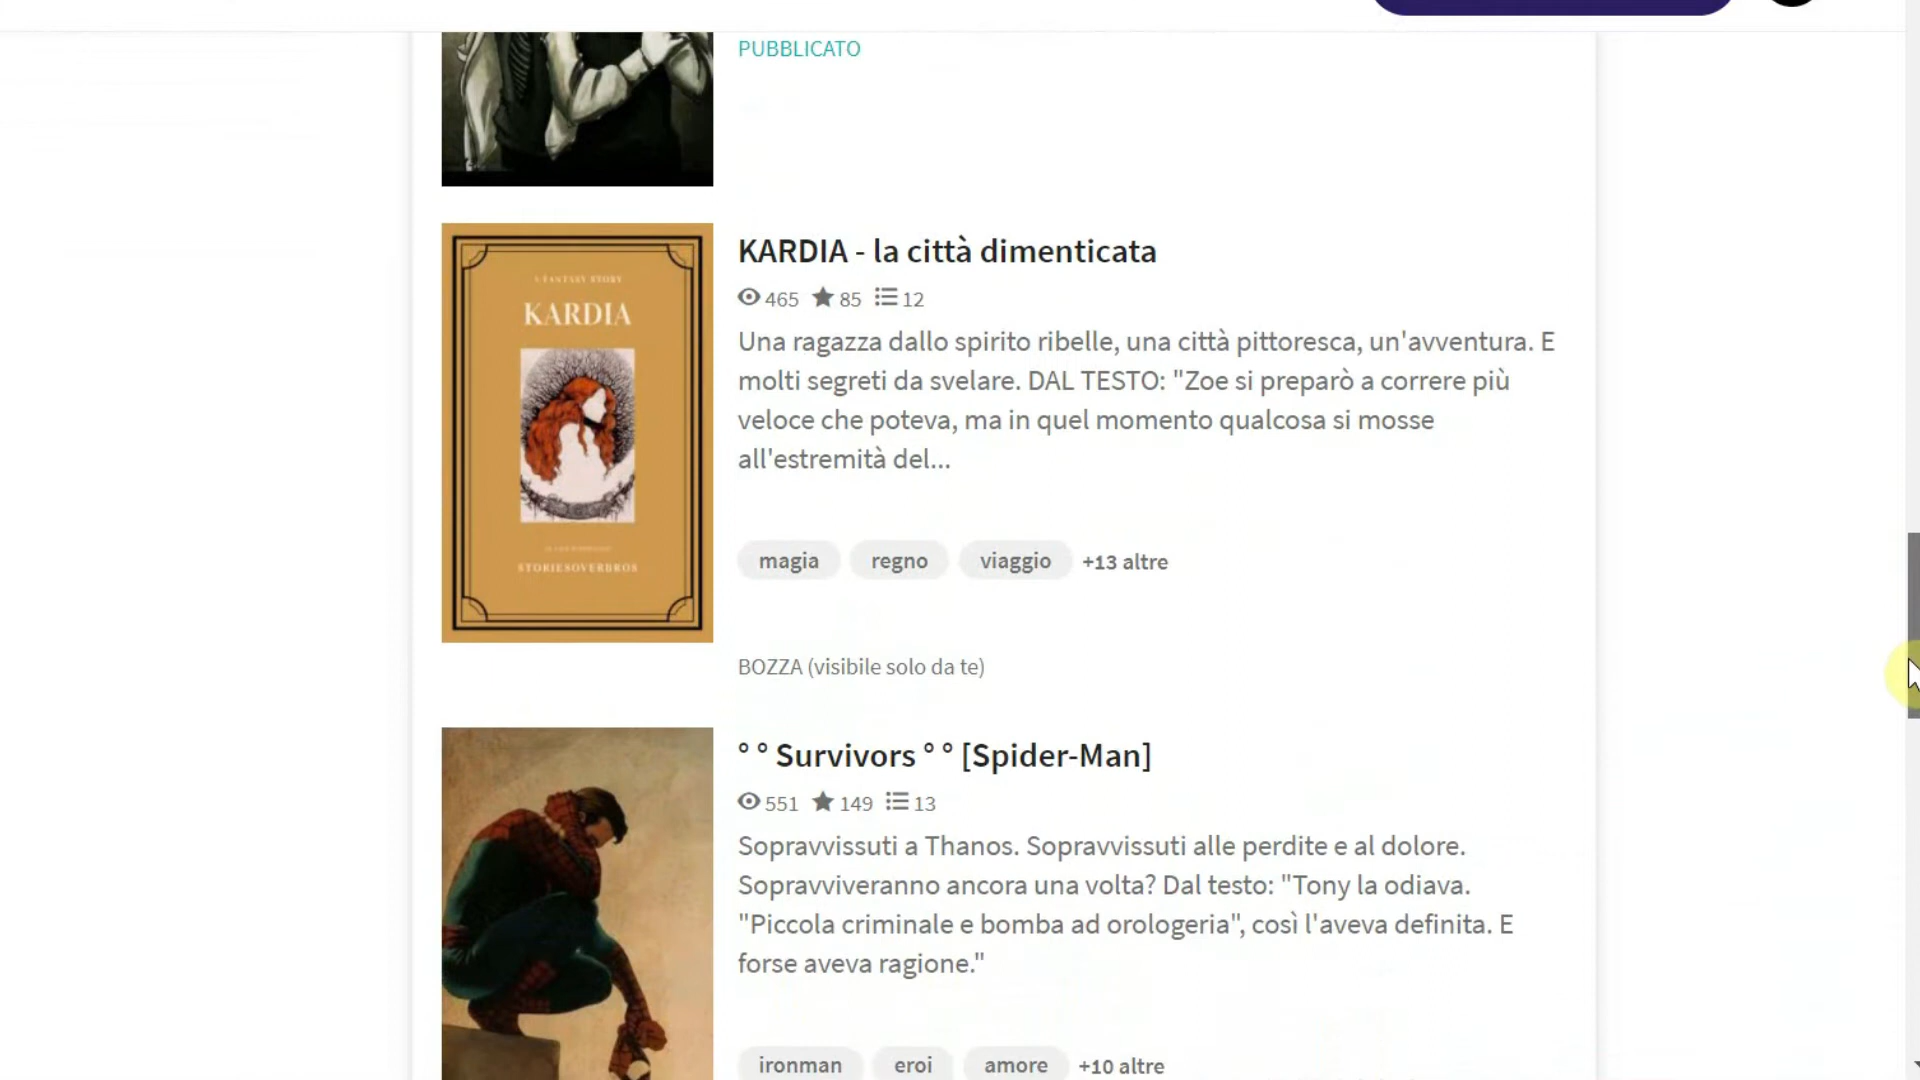 PUBBLICATO
A FANTASY STORY
KARDIA
STORIESOVERBROS
KARDIA - la città dimenticata
465 85 12
Una ragazza dallo spirito ribelle, una città pittoresca, un'avventura. E
molti segreti da svelare. DAL TESTO: "Zoe si preparò a correre più
veloce che poteva, ma in quel momento qualcosa si mosse
all'estremità del...
magia regno viaggio +13 altre
BOZZA (visibile solo da te)
° ° Survivors ° ° [Spider-Man]
551 149 13
Sopravvissuti a Thanos. Sopravvissuti alle perdite e al dolore.
Sopravviveranno ancora una volta? Dal testo: "Tony la odiava.
"Piccola criminale e bomba ad orologeria", così l'aveva definita. E
forse aveva ragione."
ironman eroi amore +10 altre